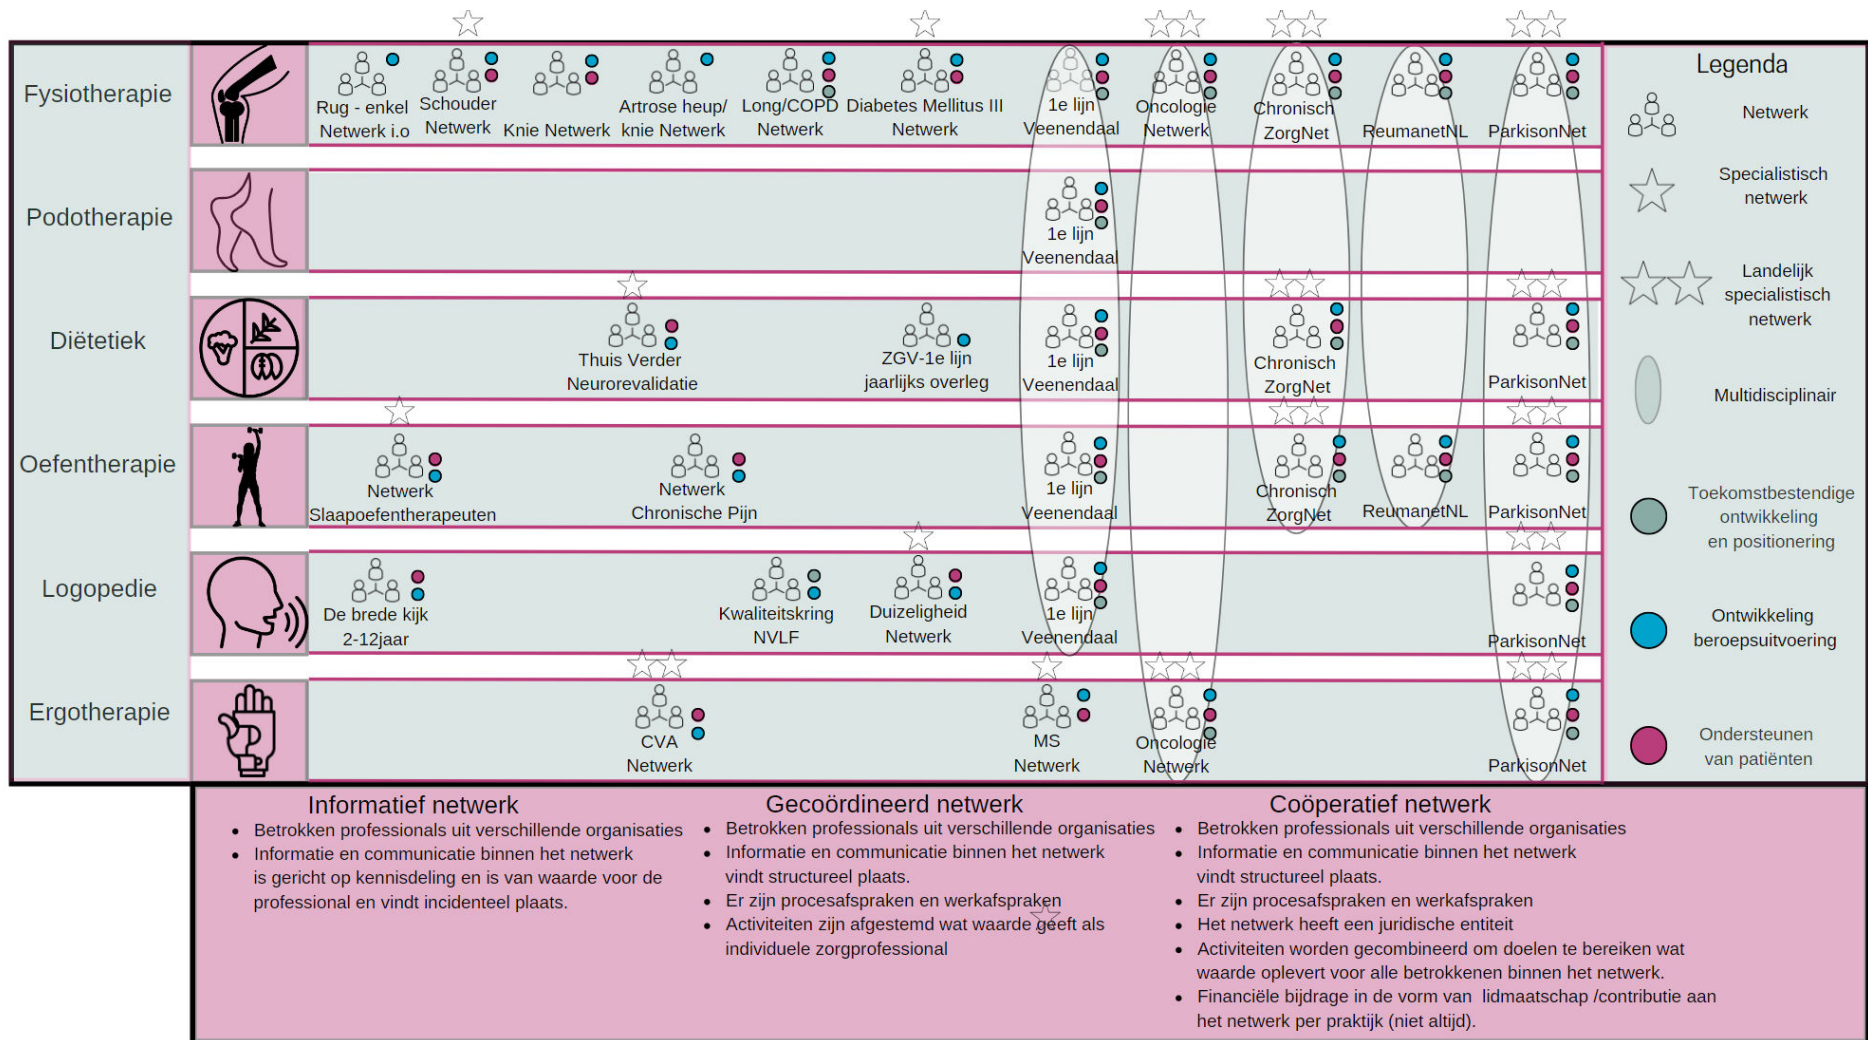 Fysiotherapie
Rug - enkel
Netwerk i.o
Schouder
Netwerk
Knie Netwerk
Artrose heup/
knie Netwerk
Long/COPD
Netwerk
Diabetes Mellitus III
Netwerk
1e lijn
Veenendaal
Oncologie
Netwerk
Chronisch
ZorgNet
ReumanetNL
ParkisonNet
Podotherapie
1e lijn
Veenendaal
Diëtetiek
Thuis Verder
Neurorevalidatie
ZGV-1e lijn
jaarlijks overleg
1e lijn
Veenendaal
Chronisch
ZorgNet
ParkisonNet
Oefentherapie
Netwerk
Slaapoefentherapeuten
Netwerk
Chronische Pijn
1e lijn
Veenendaal
Chronisch
ZorgNet
ReumanetNL
ParkisonNet
Logopedie
De brede kijk
2-12jaar
Kwaliteitskring
NVLF
Duizeligheid
Netwerk
1e lijn
Veenendaal
ParkisonNet
Ergotherapie
CVA
Netwerk
MS
Netwerk
Oncologie
Netwerk
ParkisonNet
Legenda
Netwerk
Specialistisch
netwerk
Landelijk
specialistisch
netwerk
Multidisciplinair
Toekomstbestendige
ontwikkeling
en positionering
Ontwikkeling
beroepsuitvoering
Ondersteunen
van patiënten
Informatief netwerk
• Betrokken professionals uit verschillende organisaties
• Informatie en communicatie binnen het netwerk
is gericht op kennisdeling en is van waarde voor de
professional en vindt incidenteel plaats.
Gecoördineerd netwerk
• Betrokken professionals uit verschillende organisaties
• Informatie en communicatie binnen het netwerk
vindt structureel plaats.
• Er zijn procesafspraken en werkafspraken
• Activiteiten zijn afgestemd wat waarde geeft als
individuele zorgprofessional
Coöperatief netwerk
• Betrokken professionals uit verschillende organisaties
• Informatie en communicatie binnen het netwerk
vindt structureel plaats.
• Er zijn procesafspraken en werkafspraken
• Het netwerk heeft een juridische entiteit
• Activiteiten worden gecombineerd om doelen te bereiken wat
waarde oplevert voor alle betrokkenen binnen het netwerk.
• Financiële bijdrage in de vorm van lidmaatschap /contributie aan
het netwerk per praktijk (niet altijd).